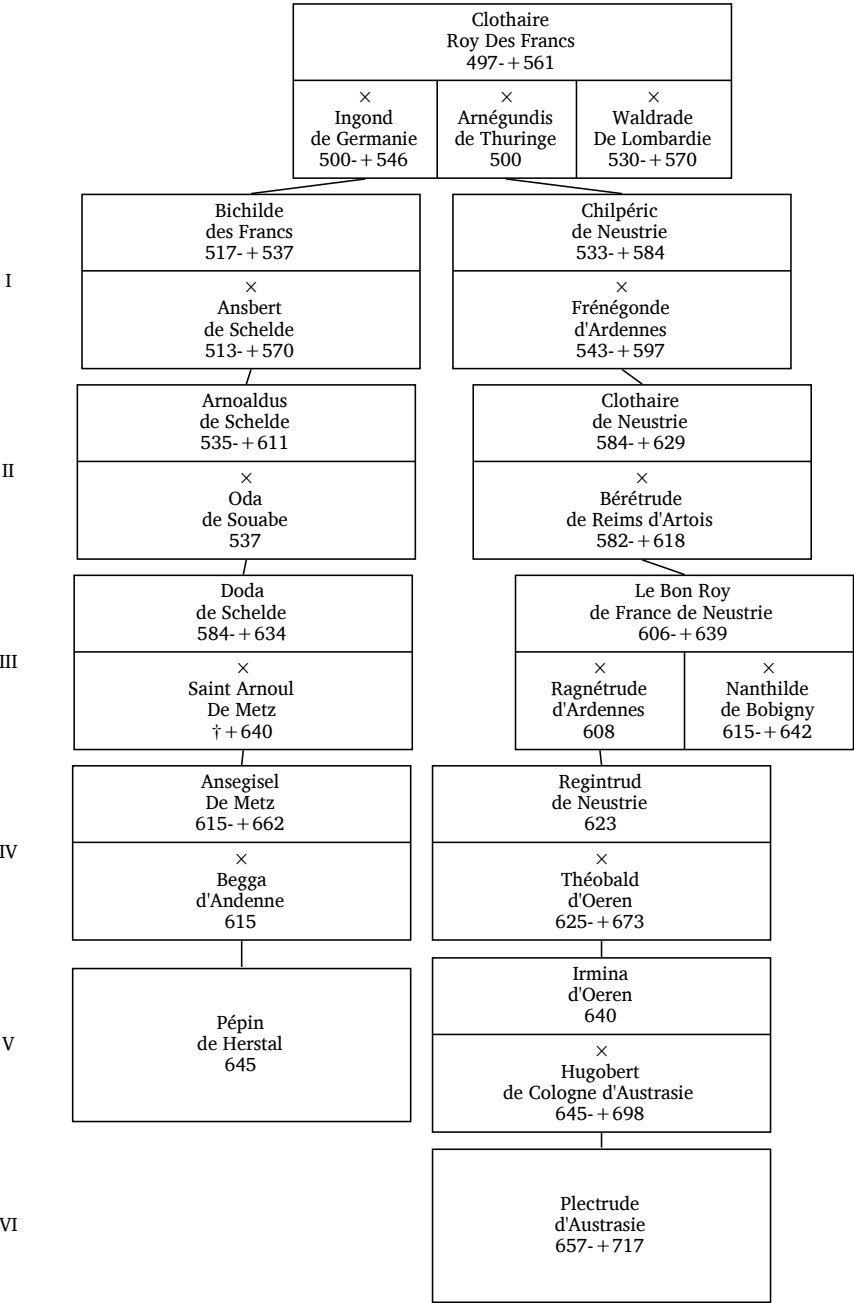 Clothaire
Roy Des Francs
497-+561
×
Ingond
de Germanie
500-+546
×
Arnégundis
de Thuringe
500
×
Waldrade
De Lombardie
530-+570
I
Bichilde
des Francs
517-+537
×
Ansbert
de Schelde
513-+570
Chilpéric
de Neustrie
533-+584
×
Frénégonde
d'Ardennes
543-+597
II
Arnoaldus
de Schelde
535-+611
×
Oda
de Souabe
537
Clothaire
de Neustrie
584-+629
×
Bérétrude
de Reims d'Artois
582-+618
III
Doda
de Schelde
584-+634
×
Saint Arnoul
De Metz
†+640
Le Bon Roy
de France de Neustrie
606-+639
×
Ragnétrude
d'Ardennes
608
×
Nanthilde
de Bobigny
615-+642
IV
Ansegisel
De Metz
615-+662
×
Begga
d'Andenne
615
Regintrud
de Neustrie
623
×
Théobald
d'Oeren
625-+673
V
Pépin
de Herstal
645
Irmina
d'Oeren
640
×
Hugobert
de Cologne d'Austrasie
645-+698
VI
Plectrude
d'Austrasie
657-+717